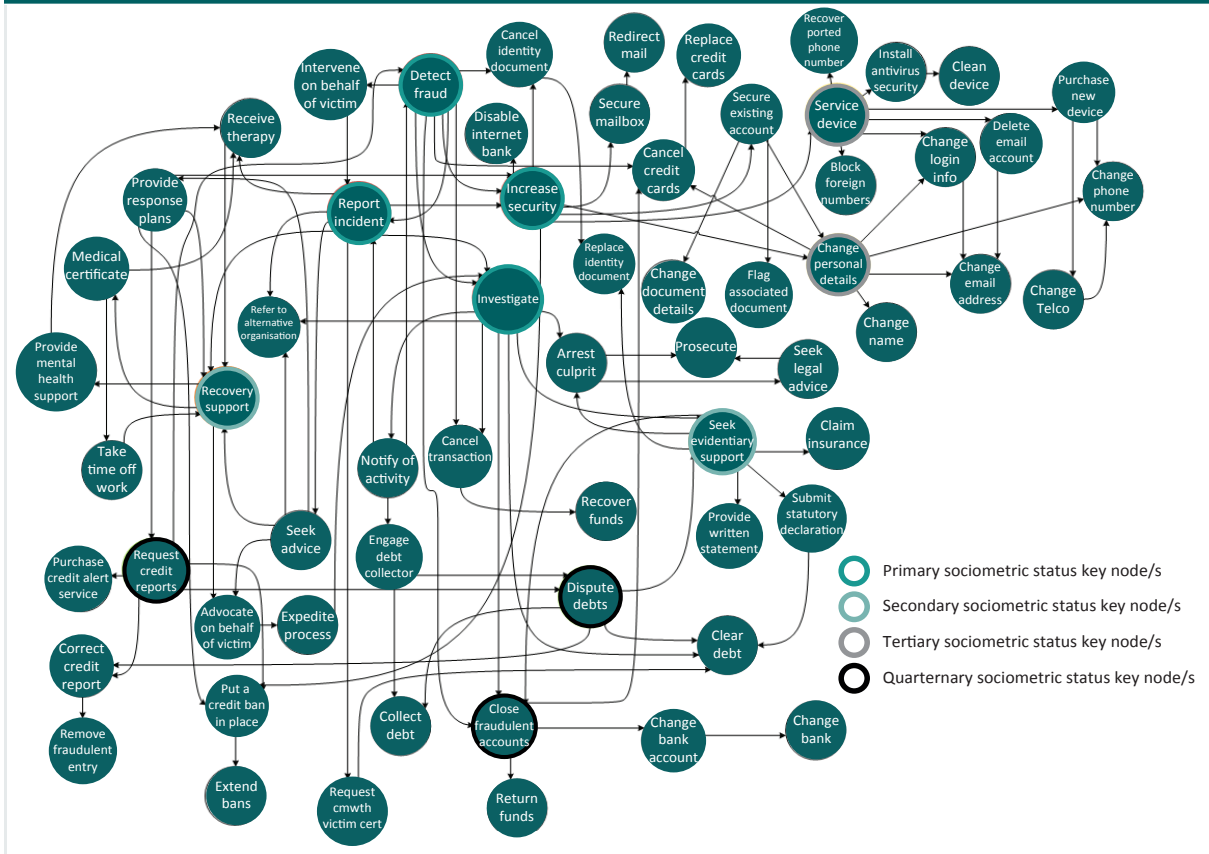 Cancel
identity
document
Redirect
mail
Replace
credit
cards
Recover
ported
phone
number
Install
antivirus
security
Clean
device
Intervene
on behalf
of victim
Detect
fraud
Purchase
new
device
Secure
mailbox
Secure
existing
account
Service
device
Receive
therapy
Disable
internet
bank
Delete
email
account
Change
login
info
Cancel
credit
cards
Block
foreign
numbers
Change
phone
number
Provide
response
plans
Report
incident
Increase
security
Medical
certificate
Replace
identity
document
Change
personal
details
Change
document
details
Flag
associated
document
Change
email
address
Change
Telco
Investigate
Refer to
alternative
organisation
Change
name
Provide
mental
health
support
Arrest
culprit
Prosecute
Seek
legal
advice
Recovery
support
Seek
evidentiary
support
Claim
insurance
Take
time off
work
Notify of
activity
Cancel
transaction
Recover
funds
Provide
written
statement
Submit
statutory
declaration
Seek
advice
Engage
debt
collector
Purchase
credit alert
service
Request
credit
reports
Dispute
debts
Primary sociometric status key node/s
Secondary sociometric status key node/s
Tertiary sociometric status key node/s
Quarternary sociometric status key node/s
Advocate
on behalf
of victim
Expedite
process
Clear
debt
Correct
credit
report
Put a
credit ban
in place
Collect
debt
Close
fraudulent
accounts
Change
bank
account
Change
bank
Remove
fraudulent
entry
Extend
bans
Request
cmwth
victim cert
Return
funds